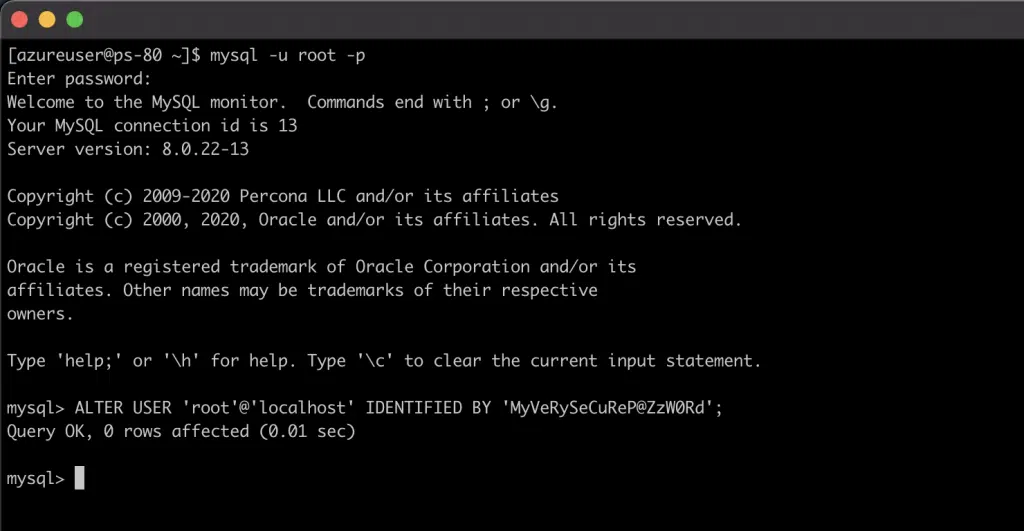 [azureuser@ps-80 ~]$ mysql -u root -p
Enter password:
Welcome to the MySQL monitor.  Commands end with ; or \g.
Your MySQL connection id is 13
Server version: 8.0.22-13
Copyright (c) 2009-2020 Percona LLC and/or its affiliates
Copyright (c) 2000, 2020, Oracle and/or its affiliates. All rights reserved.
Oracle is a registered trademark of Oracle Corporation and/or its
affiliates. Other names may be trademarks of their respective
owners.
Type 'help;' or '\h' for help. Type '\c' to clear the current input statement.
mysql> ALTER USER 'root'@'localhost' IDENTIFIED BY 'MyVeRySeCuReP@ZzW0Rd';
Query OK, 0 rows affected (0.01 sec)
mysql>